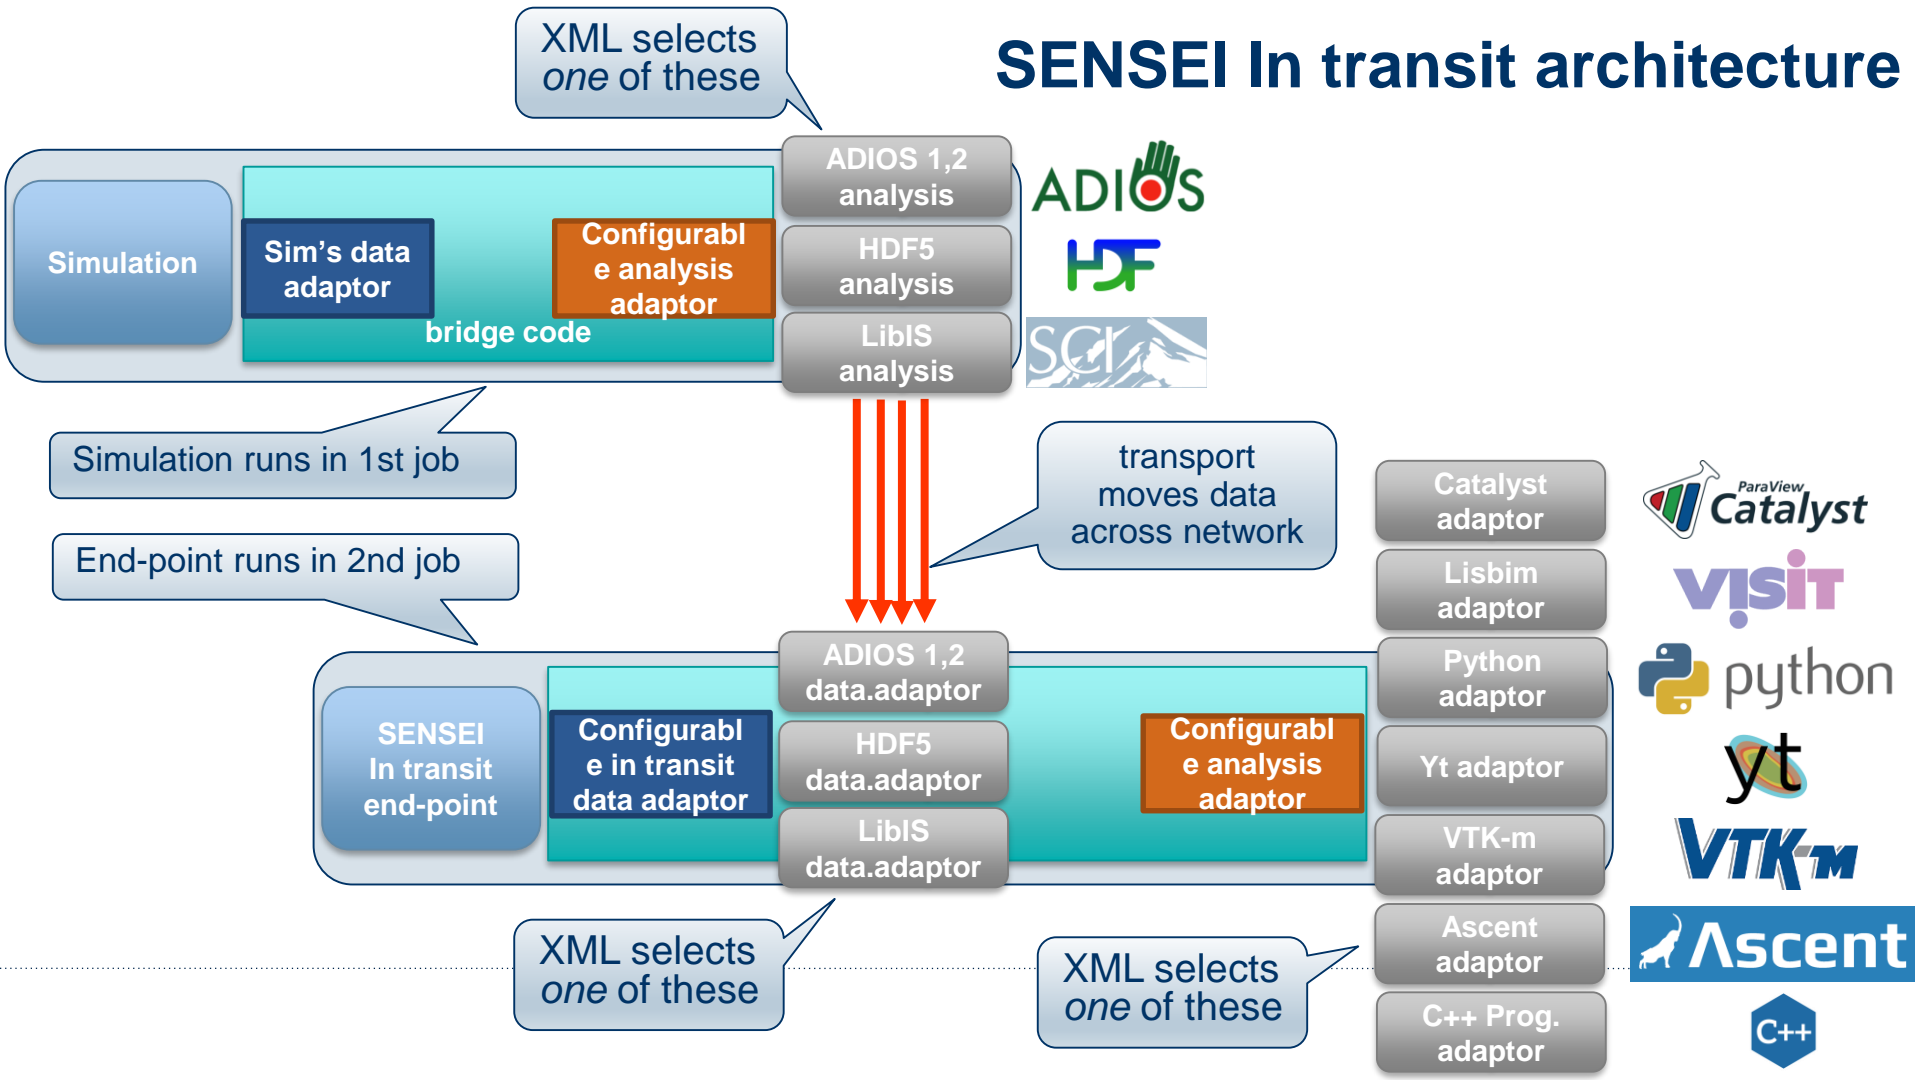 XML selects
one of these
SENSEI In transit architecture
ADIOS 1,2
analysis
ADIOS
Simulation
Sim's data
adaptor
Configurabl
e analysis
adaptor
bridge code
HDF5
analysis
HDF
LibIS
analysis
SCI
Simulation runs in 1st job
transport
moves data
across network
End-point runs in 2nd job
Catalyst
adaptor
ParaView
Catalyst
Lisbim
adaptor
VISIT
Python
adaptor
python
SENSEI
In transit
end-point
Configurabl
e in transit
data adaptor
ADIOS 1,2
data.adaptor
HDF5
data.adaptor
LibIS
data.adaptor
Configurabl
e analysis
adaptor
Yt adaptor
yt
VTK-m
adaptor
VTK-m
XML selects
one of these
XML selects
one of these
Ascent
adaptor
Ascent
C++ Prog.
adaptor
C++